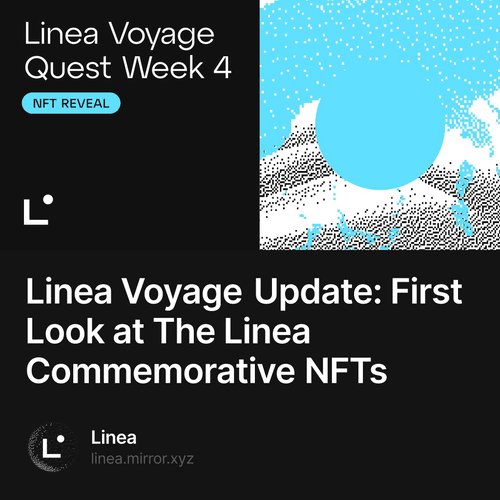 Linea Voyage
Quest Week 4
NFT REVEAL
Linea Voyage Update: First
Look at The Linea
Commemorative NFTs
Linea
linea.mirror.xyz